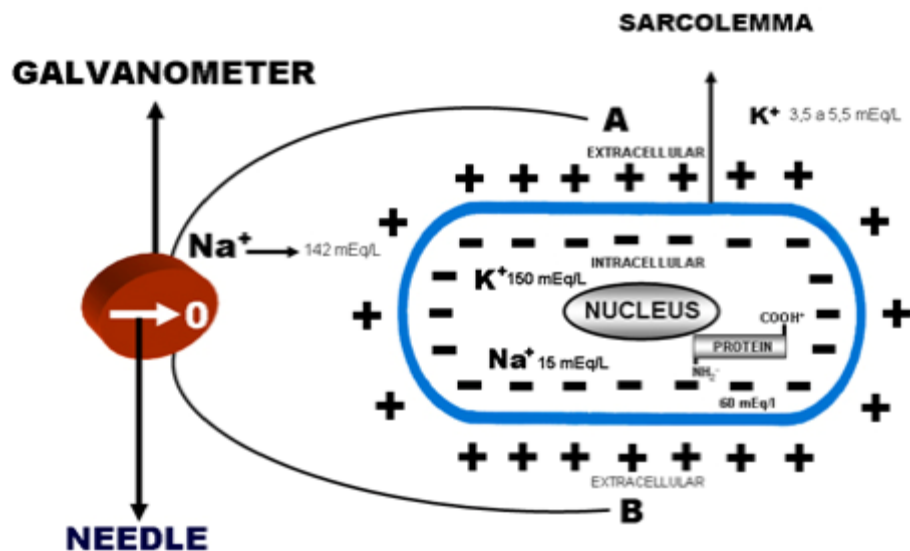 SARCOLEMMA
GALVANOMETER
A
K⁺ 3,5 a 5,5 mEq/L
EXTRACELLULAR
+ + + + + + +
+ +
Na⁺ 142 mEq/L
- - - - - - -
INTRACELLULAR
K⁺ 150 mEq/L
- -
NUCLEUS
0
+ +
COOH⁺
- -
PROTEIN
Na⁺ 15 mEq/L
NH₂⁻
- -
- - - - - - -
60 mEq/l
+ +
+ + + + + + +
EXTRACELLULAR
B
NEEDLE